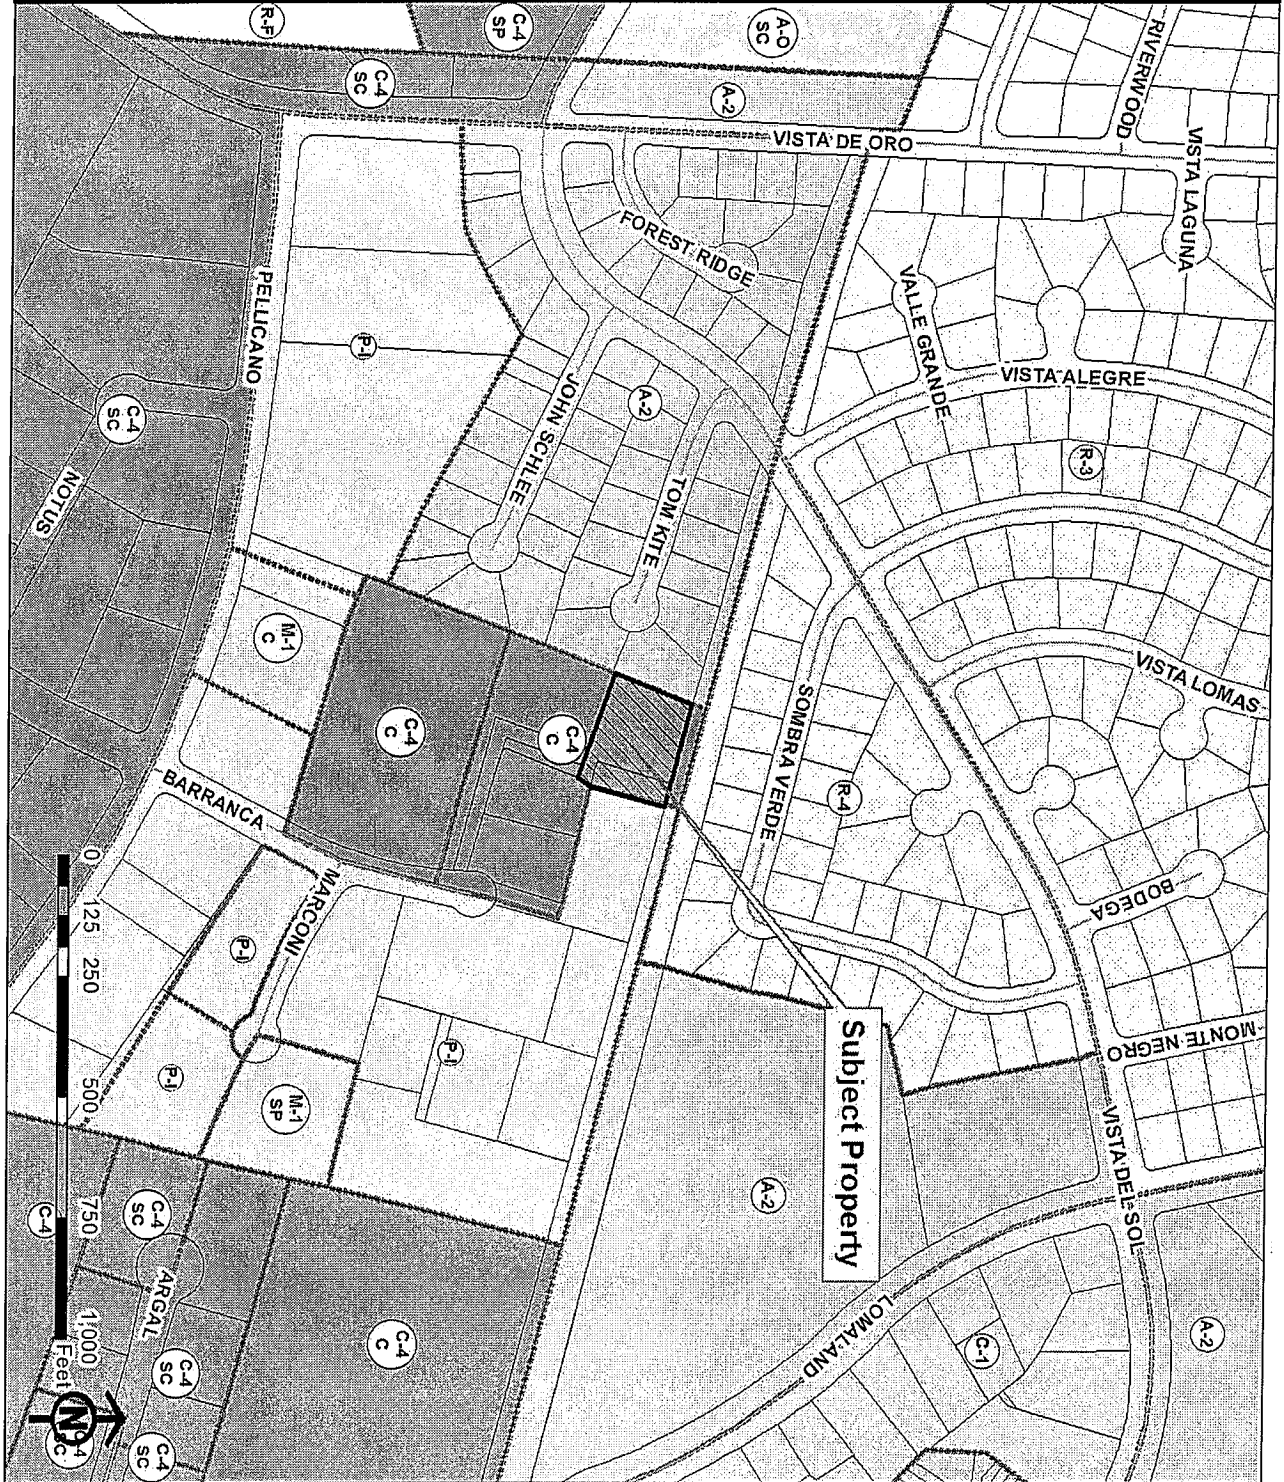 R-F
C-4
SP
A-O
SC
RIVERWOOD
C-4
SC
A-2
VISTA DE ORO
VISTA LAGUNA
FOREST RIDGE
VALLE GRANDE
PELLICANO
P-I
VISTA ALEGRE
JOHN SCHLEE
A-2
C-4
SC
R-3
NOTUS
TOM KITE
M-1
C
VISTA LOMAS
C-4
C
C-4
C
SOMBRA VERDE
R-4
BARRANCA
BODEGA
MARCONI
P-I
Subject Property
MONTE NEGRO
P-I
P-I
M-1
SP
VISTA DEL SOL
A-2
C-4
C-4
SC
ARGAL
C-4
C
LOMALAND
C-1
A-2
C-4
SC
C-4
SC
0 125 250 500 750 1,000
Feet
N
SC